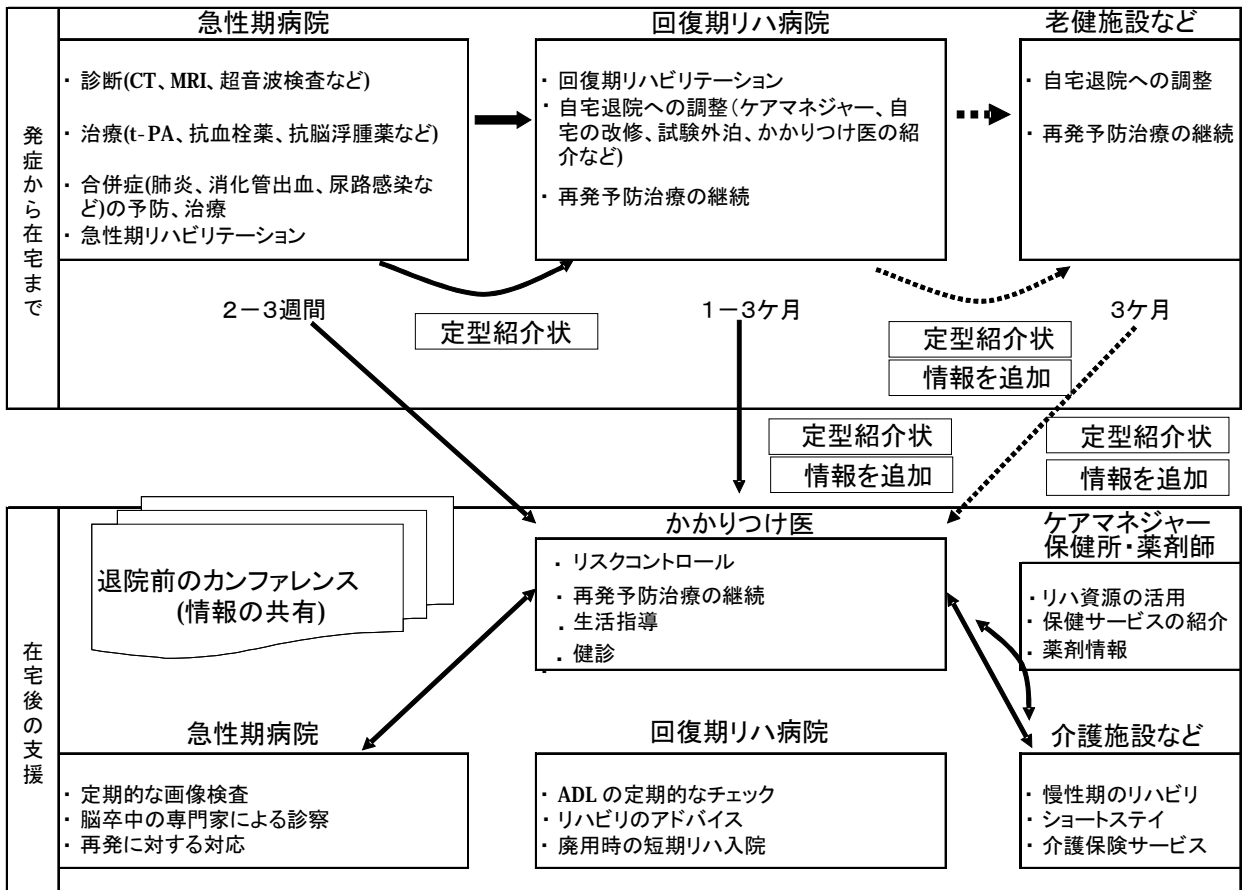 発症から在宅まで
急性期病院
・ 診断(CT、MRI、超音波検査など)
・ 治療(t-PA、抗血栓薬、抗脳浮腫薬など)
・ 合併症(肺炎、消化管出血、尿路感染な
ど)の予防、治療
・ 急性期リハビリテーション
回復期リハ病院
・ 回復期リハビリテーション
・ 自宅退院への調整(ケアマネジャー、自
宅の改修、試験外泊、かかりつけ医の紹
介など)
・ 再発予防治療の継続
老健施設など
・ 自宅退院への調整
・ 再発予防治療の継続
2-3週間
定型紹介状
1-3ケ月
定型紹介状
情報を追加
3ケ月
定型紹介状
情報を追加
定型紹介状
情報を追加
在宅後の支援
退院前のカンファレンス
(情報の共有)
かかりつけ医
・ リスクコントロール
・ 再発予防治療の継続
・ 生活指導
・ 健診
・
ケアマネジャー
保健所・薬剤師
・ リハ資源の活用
・ 保健サービスの紹介
・ 薬剤情報
急性期病院
・ 定期的な画像検査
・ 脳卒中の専門家による診察
・ 再発に対する対応
回復期リハ病院
・ ADL の定期的なチェック
・ リハビリのアドバイス
・ 廃用時の短期リハ入院
介護施設など
・ 慢性期のリハビリ
・ ショートステイ
・ 介護保険サービス